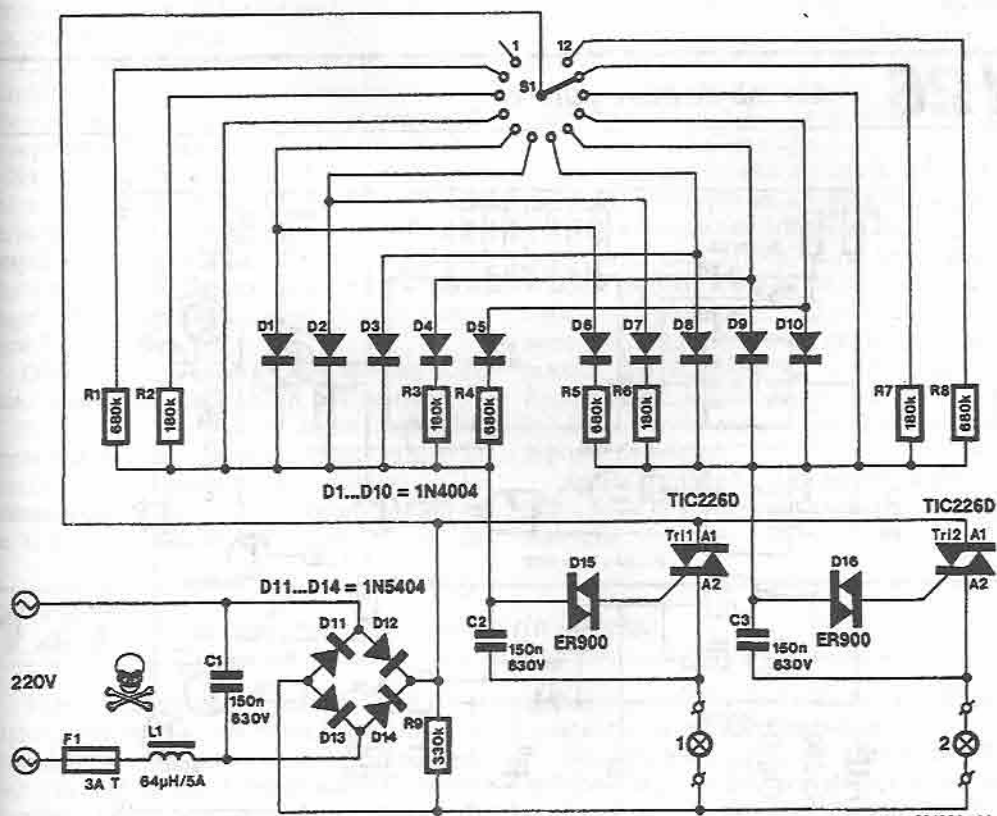 1
12
S1
D1
D2
D3
D4
D5
D6
D7
D8
D9
D10
R1
680k
R2
180k
R3
180k
R4
680k
R5
680k
R6
180k
R7
180k
R8
680k
D1...D10 = 1N4004
TIC226D
TIC226D
Tri1
A1
A2
Tri2
A1
A2
D15
ER900
D16
ER900
D11...D14 = 1N5404
D11
D12
D13
D14
C1
150n
630V
C2
150n
630V
C3
150n
630V
220V
F1
3A T
L1
64µH/5A
R9
330k
1
2